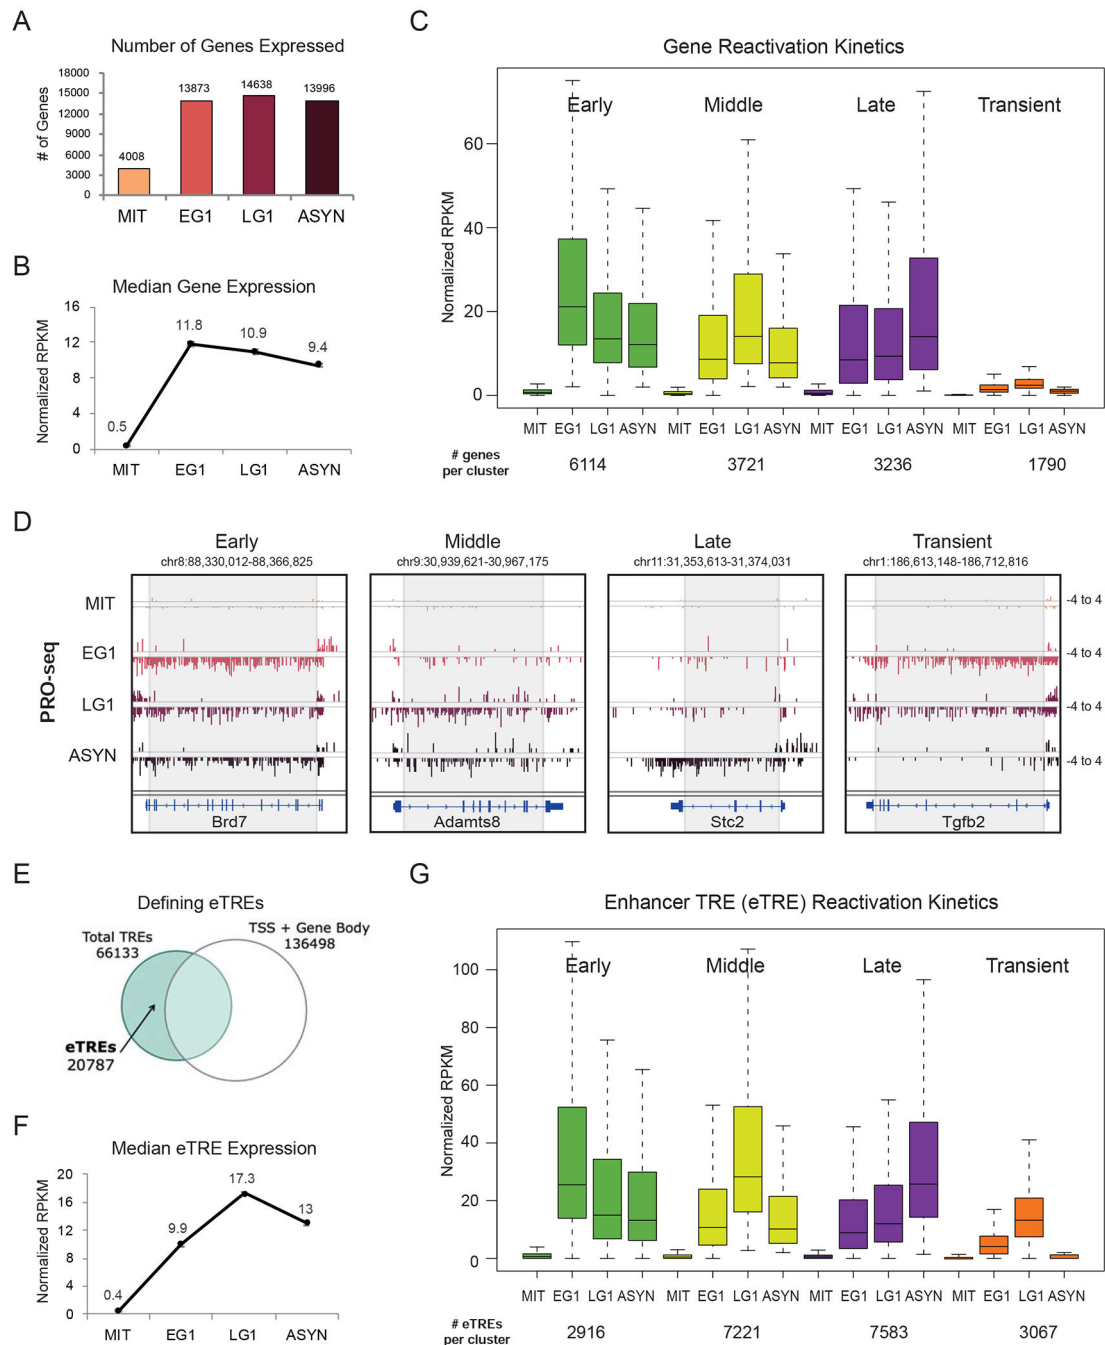 A
Number of Genes Expressed
# of Genes
18000
15000
12000
9000
6000
3000
0
4008
13873
14638
13996
MIT EG1 LG1 ASYN
B
Median Gene Expression
Normalized RPKM
16
12
8
4
0
0.5
11.8
10.9
9.4
MIT EG1 LG1 ASYN
C
Gene Reactivation Kinetics
Early Middle Late Transient
Normalized RPKM
60
40
20
0
MIT EG1 LG1 ASYN MIT EG1 LG1 ASYN MIT EG1 LG1 ASYN MIT EG1 LG1 ASYN
# genes
per cluster
6114 3721 3236 1790
D
Early Middle Late Transient
chr8:88,330,012-88,366,825 chr9:30,939,621-30,967,175 chr11:31,353,613-31,374,031 chr1:186,613,148-186,712,816
PRO-seq
MIT -4 to 4
EG1 -4 to 4
LG1 -4 to 4
ASYN -4 to 4
Brd7 Adamts8 Stc2 Tgfb2
E
Defining eTREs
Total TREs
66133
TSS + Gene Body
136498
eTREs
20787
F
Median eTRE Expression
Normalized RPKM
20
16
12
8
4
0
0.4
9.9
17.3
13
MIT EG1 LG1 ASYN
G
Enhancer TRE (eTRE) Reactivation Kinetics
Early Middle Late Transient
Normalized RPKM
100
80
60
40
20
0
MIT EG1 LG1 ASYN MIT EG1 LG1 ASYN MIT EG1 LG1 ASYN MIT EG1 LG1 ASYN
# eTREs
per cluster
2916 7221 7583 3067